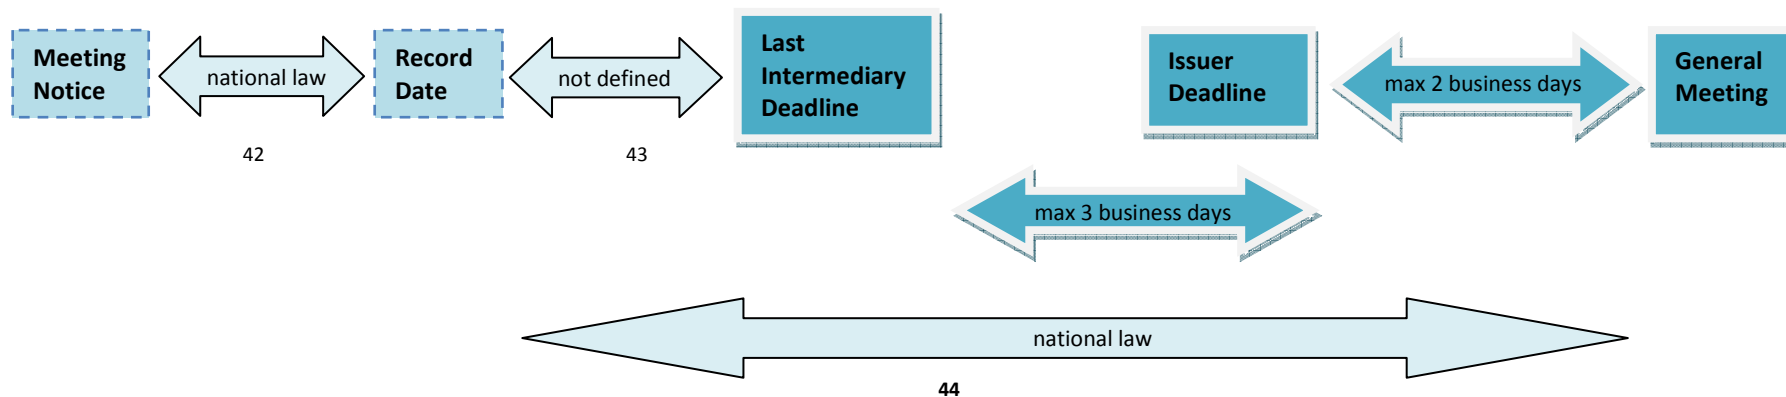 Meeting
Notice
national law
Record
Date
not defined
Last
Intermediary
Deadline
Issuer
Deadline
max 2 business days
General
Meeting
42
43
max 3 business days
national law
44